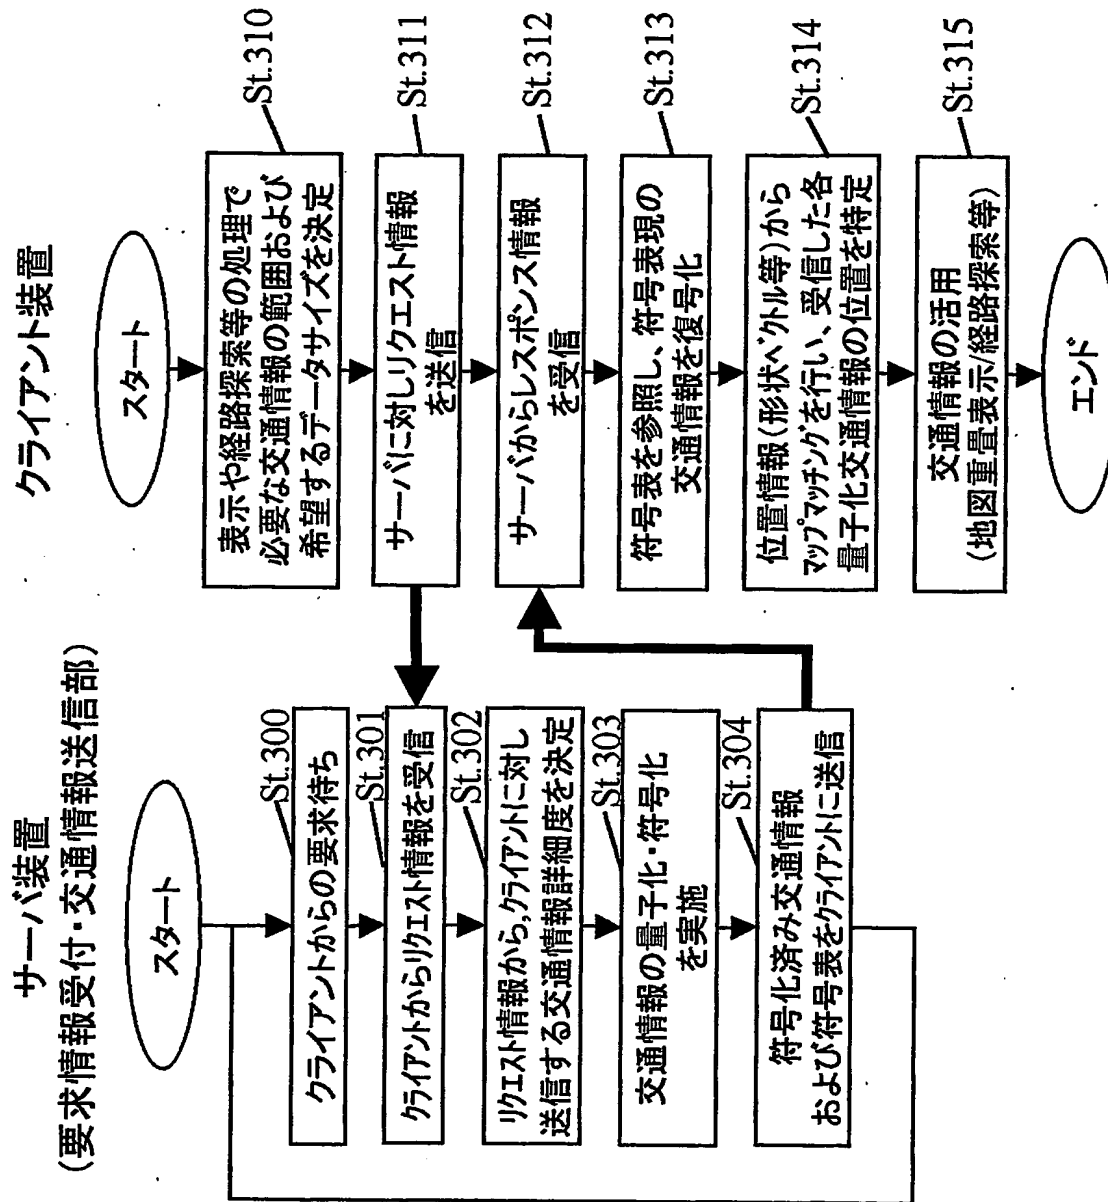 サーバ装置
(要求情報受付・交通情報送信部)
スタート
St.300
クライアントからの要求待ち
St.301
クライアントからリクエスト情報を受信
St.302
リクエスト情報から,クライアントに対し
送信する交通情報詳細度を決定
St.303
交通情報の量子化・符号化
を実施
St.304
符号化済み交通情報
および符号表をクライアントに送信
クライアント装置
スタート
St.310
表示や経路探索等の処理で
必要な交通情報の範囲および
希望するデータサイズを決定
St.311
サーバに対しリクエスト情報
を送信
St.312
サーバからレスポンス情報
を受信
St.313
符号表を参照し、符号表現の
交通情報を復号化
St.314
位置情報(形状ベクトル等)から
マップマッチングを行い、受信した各
量子化交通情報の位置を特定
St.315
交通情報の活用
(地図重畳表示/経路探索等)
エンド